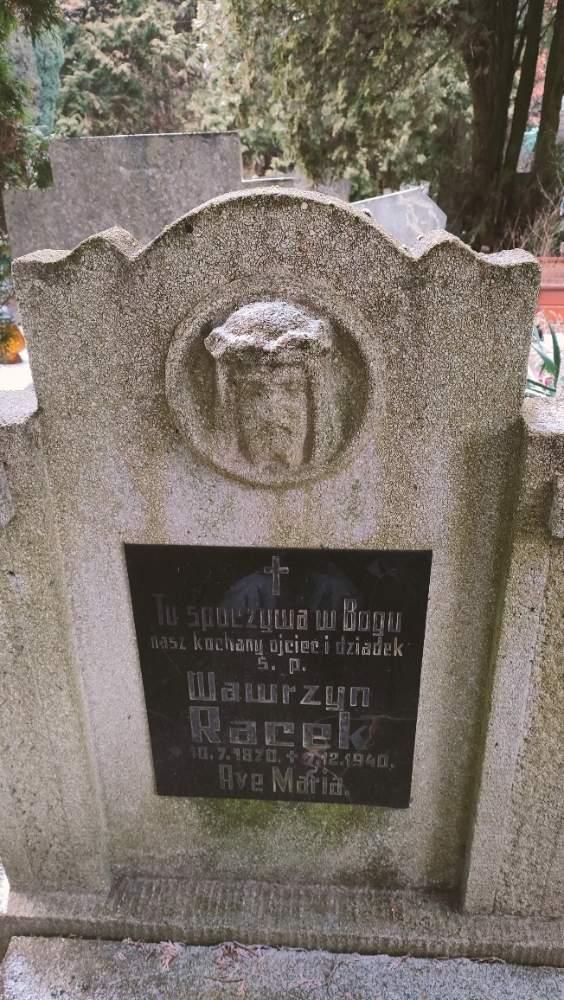 Tu spoczywa w Bogu
nasz kochany ojciec i dziadek
ś. p.
Wawrzyn
Racek
10.7.1870. + 7.12.1940.
Ave Maria.